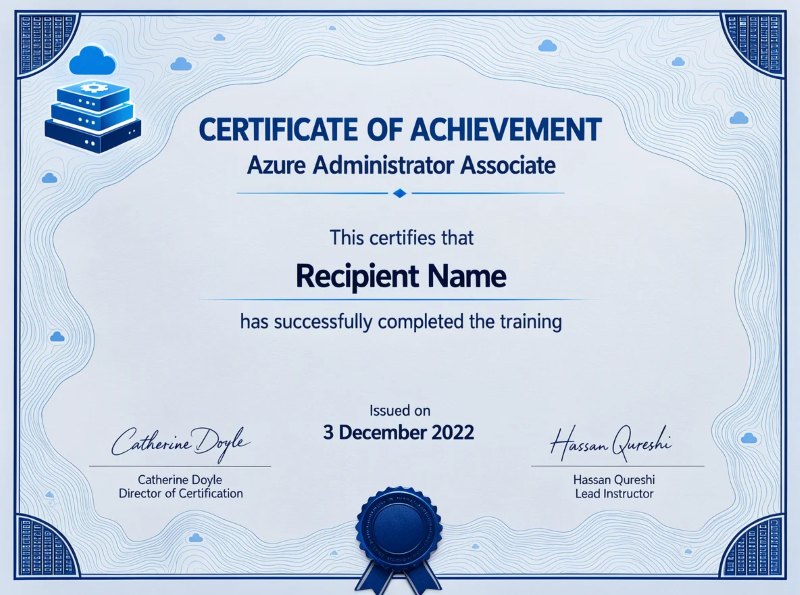 CERTIFICATE OF ACHIEVEMENT
Azure Administrator Associate
This certifies that
Recipient Name
has successfully completed the training
Issued on
3 December 2022
Catherine Doyle
Catherine Doyle
Director of Certification
Hassan Qureshi
Hassan Qureshi
Lead Instructor